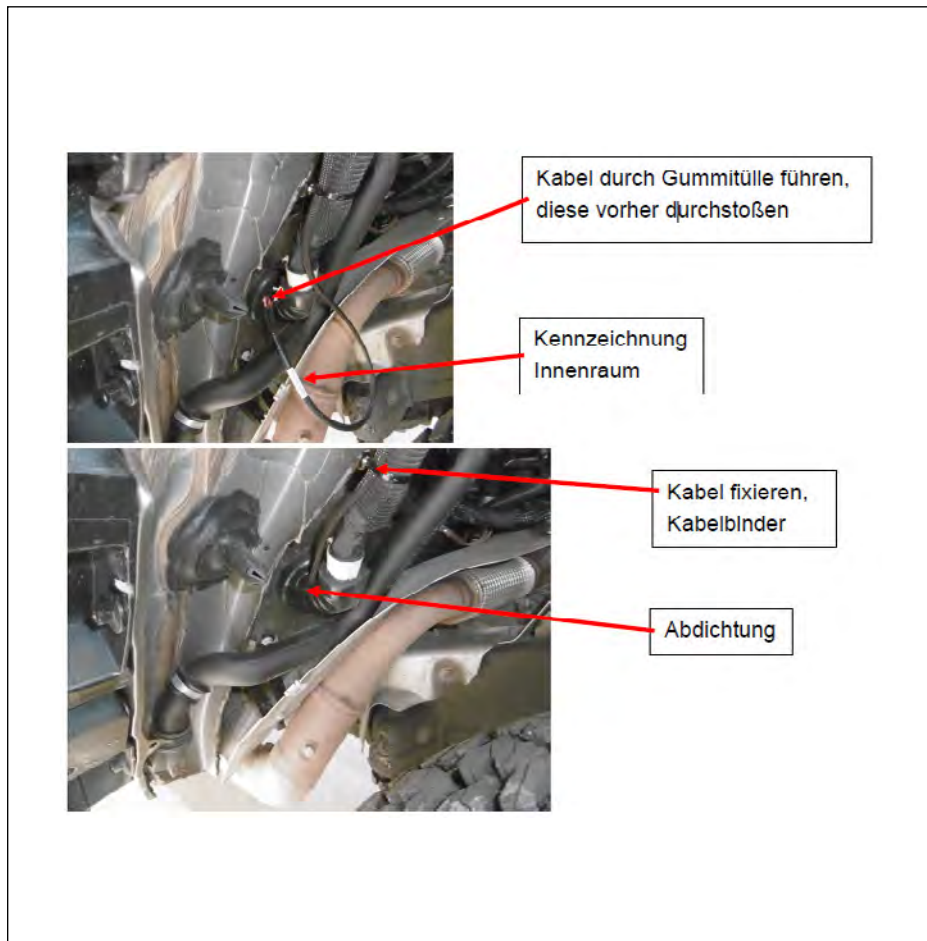 Kabel durch Gummitülle führen,
diese vorher durchstoßen
Kennzeichnung
Innenraum
Kabel fixieren,
Kabelbinder
Abdichtung